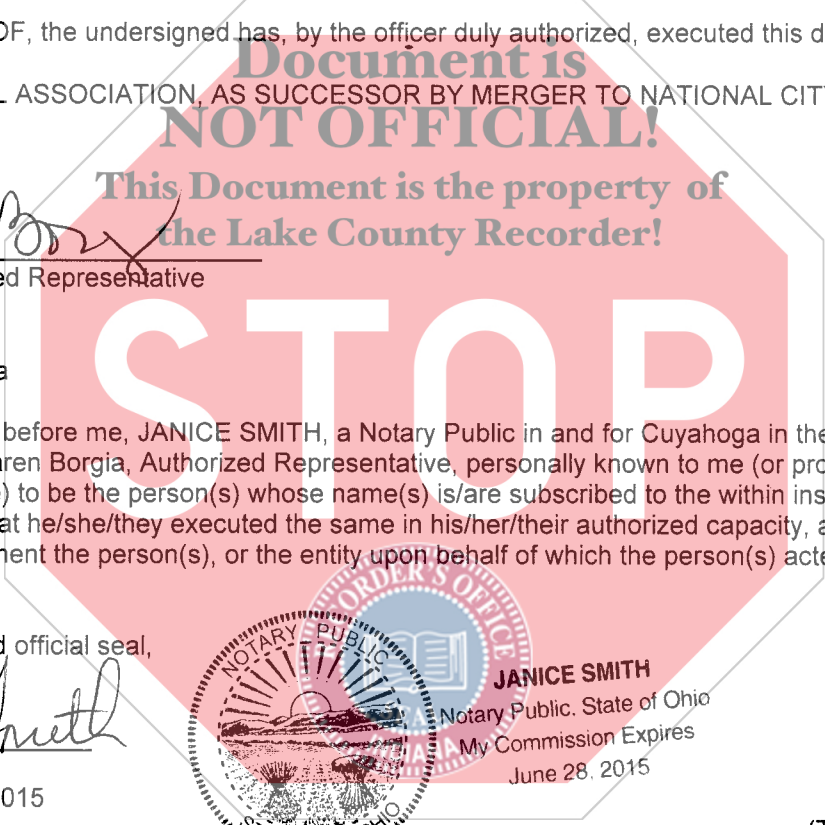 OF, the undersigned has, by the officer duly authorized, executed this d
Document is
L ASSOCIATION, AS SUCCESSOR BY MERGER TO NATIONAL CIT
NOT OFFICIAL!
This Document is the property of
the Lake County Recorder!
ed Representative
STOP
a
before me, JANICE SMITH, a Notary Public in and for Cuyahoga in the
aren Borgia, Authorized Representative, personally known to me (or pro
) to be the person(s) whose name(s) is/are subscribed to the within ins
at he/she/they executed the same in his/her/their authorized capacity, a
ment the person(s), or the entity upon behalf of which the person(s) acte
ORDER'S OFFICE
d official seal,
NOTARY PUBLIC
JANICE SMITH
Notary Public, State of Ohio
My Commission Expires
June 28, 2015
INDIANA
015